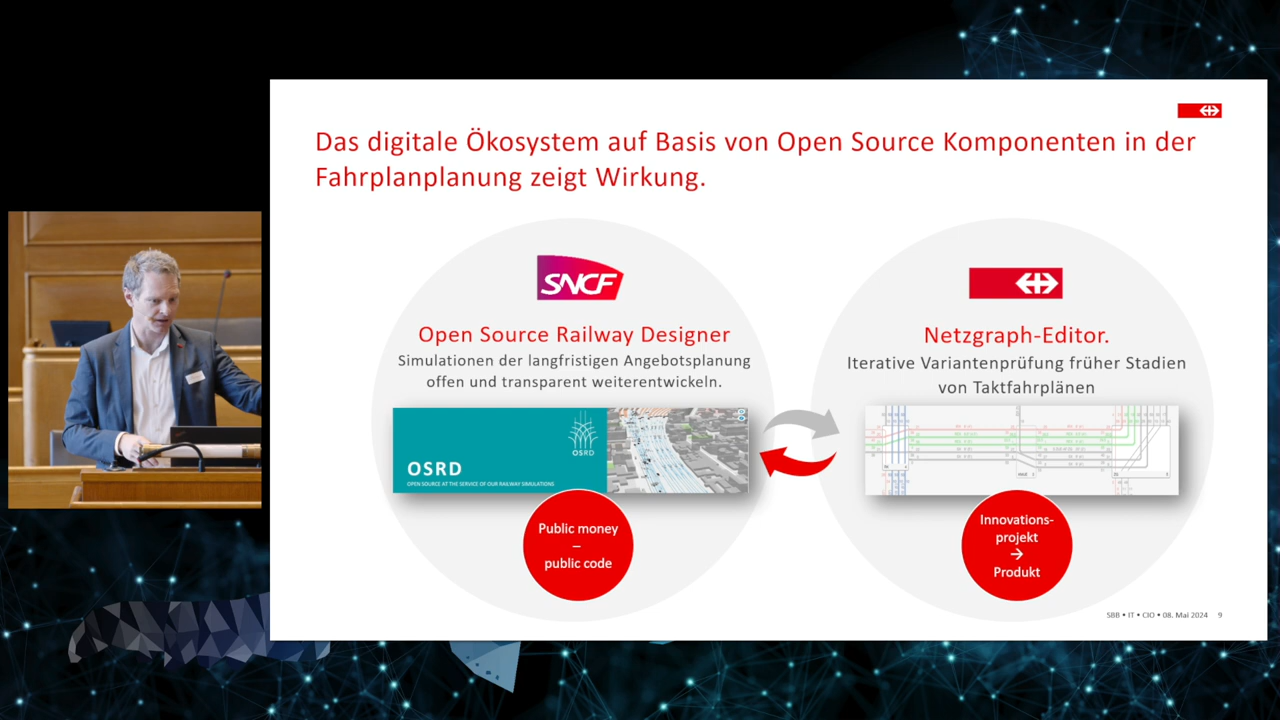 Das digitale Ökosystem auf Basis von Open Source Komponenten in der
Fahrplanplanung zeigt Wirkung.
SNCF
Open Source Railway Designer
Simulationen der langfristigen Angebotsplanung
offen und transparent weiterentwickeln.
OSRD
OSRD
OPEN SOURCE AT THE SERVICE OF OUR RAILWAY SIMULATIONS
Public money
–
public code
Netzgraph-Editor.
Iterative Variantenprüfung früher Stadien
von Taktfahrplänen
Innovations-
projekt
→
Produkt
SBB • IT • CIO • 08. Mai 2024 9